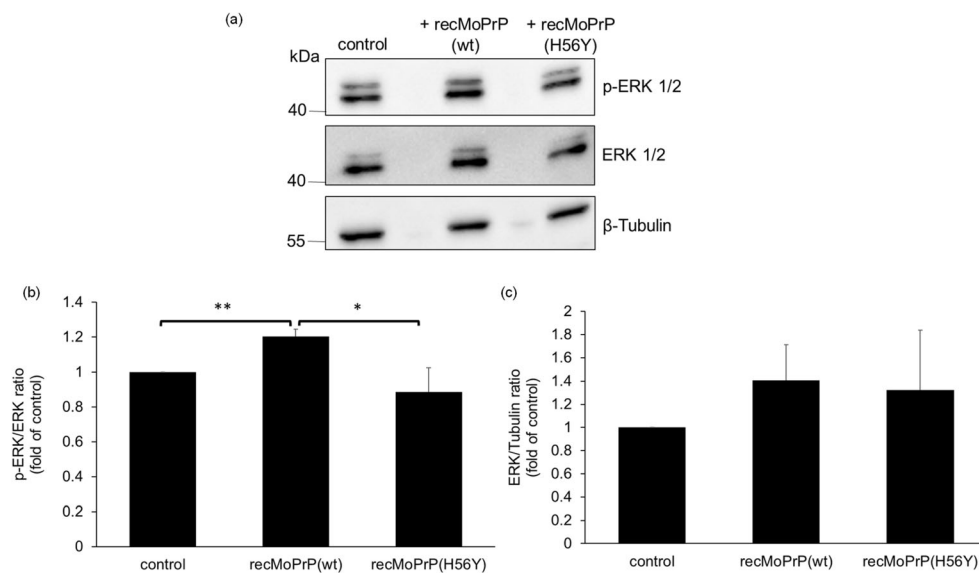 (a)
+ recMoPrP + recMoPrP
control (wt) (H56Y)
kDa
p-ERK 1/2
40
ERK 1/2
40
β-Tubulin
55
(b)
1.4
1.2
1
0.8
0.6
0.4
0.2
0
p-ERK/ERK ratio
(fold of control)
** *
control recMoPrP(wt) recMoPrP(H56Y)
(c)
2
1.8
1.6
1.4
1.2
1
0.8
0.6
0.4
0.2
0
ERK/Tubulin ratio
(fold of control)
control recMoPrP(wt) recMoPrP(H56Y)